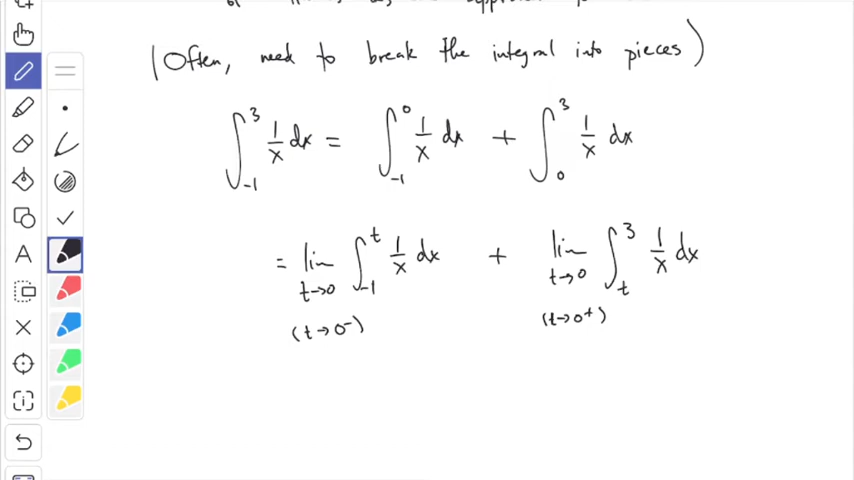 (Often, need to break the integral into pieces)
∫_{-1}^{3} 1/x dx = ∫_{-1}^{0} 1/x dx + ∫_{0}^{3} 1/x dx
= lim_{t→0} ∫_{-1}^{t} 1/x dx + lim_{t→0} ∫_{t}^{3} 1/x dx
(t→0⁻) (t→0⁺)